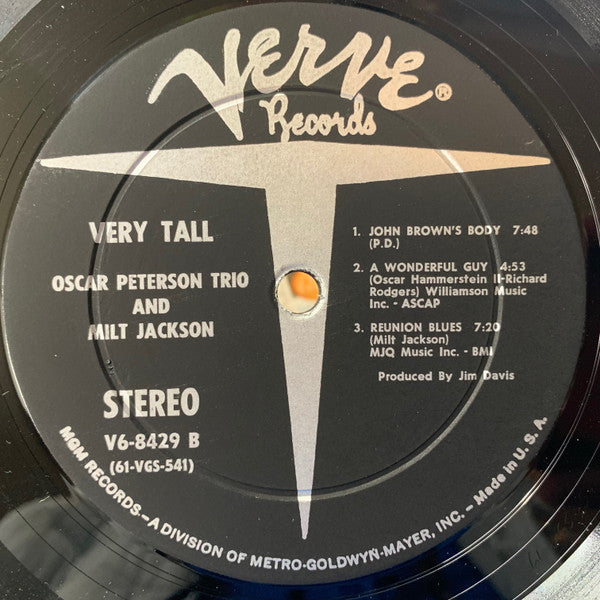 VERVE®
Records
VERY TALL
OSCAR PETERSON TRIO
AND
MILT JACKSON
STEREO
V6-8429 B
(61-VGS-541)
1. JOHN BROWN'S BODY 7:48
(P.D.)
2. A WONDERFUL GUY 4:53
(Oscar Hammerstein II-Richard
Rodgers) Williamson Music
Inc. - ASCAP
3. REUNION BLUES 7:20
(Milt Jackson)
MJQ Music Inc. - BMI
Produced By Jim Davis
MGM RECORDS—A DIVISION OF METRO-GOLDWYN-MAYER, INC.—Made in U. S. A.